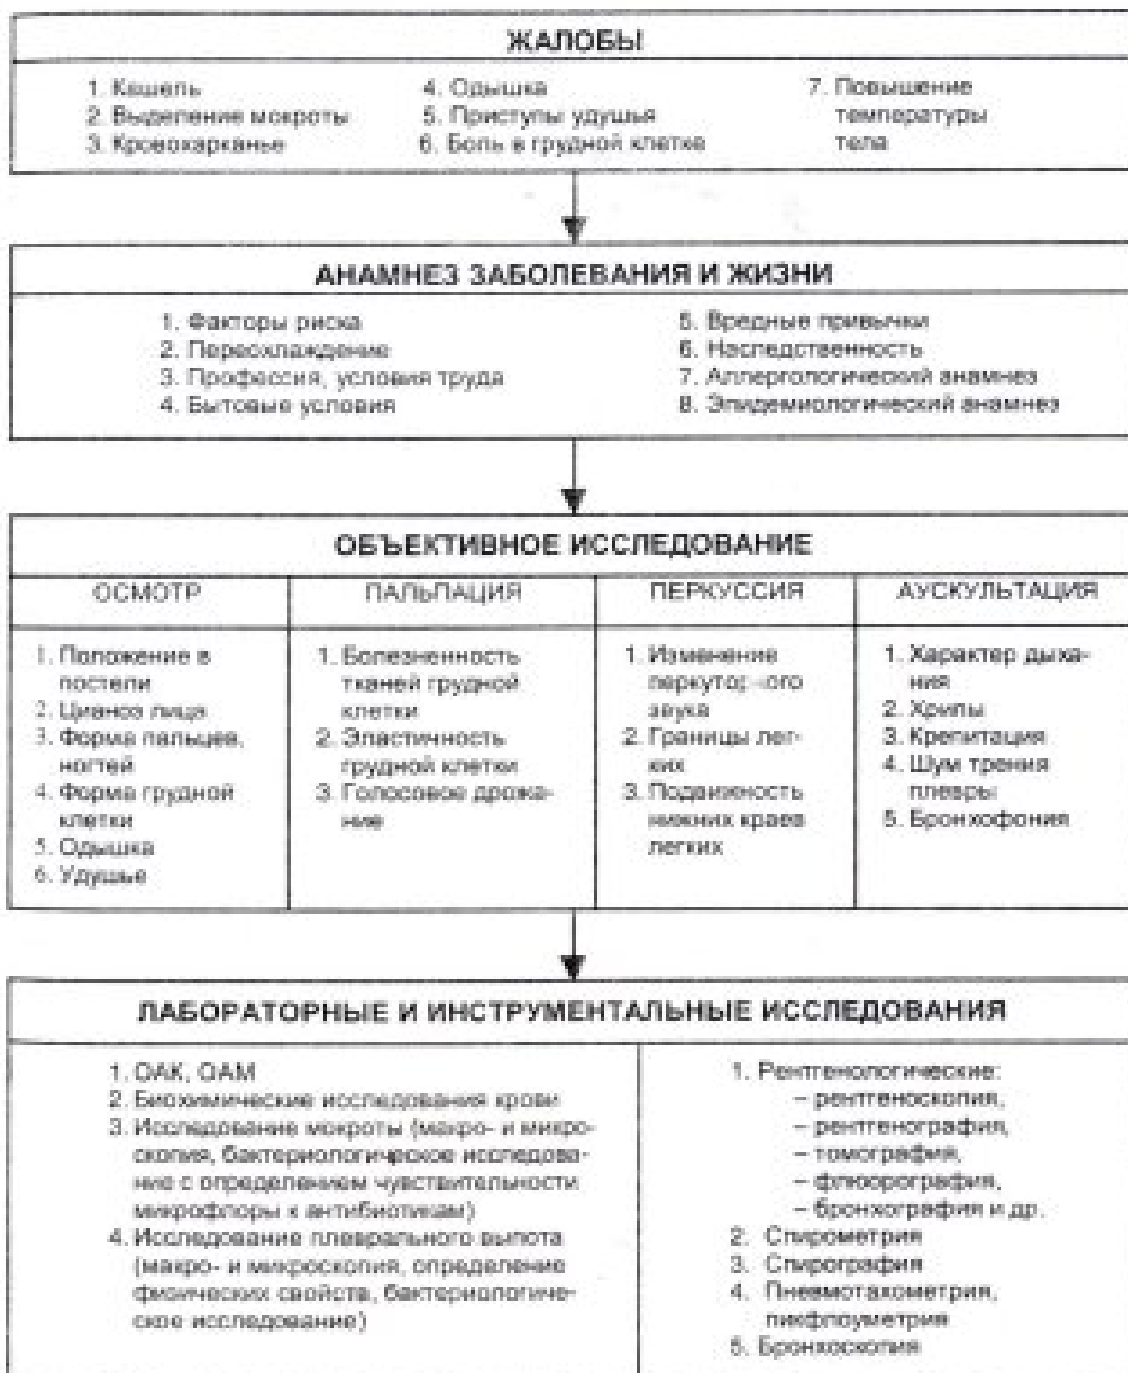 ЖАЛОБЫ
1. Кашель
2. Выделение мокроты
3. Кровохарканье
4. Одышка
5. Приступы удушья
6. Боль в грудной клетке
7. Повышение
температуры
тела
АНАМНЕЗ ЗАБОЛЕВАНИЯ И ЖИЗНИ
1. Факторы риска
2. Переохлаждение
3. Профессия, условия труда
4. Бытовые условия
5. Вредные привычки
6. Наследственность
7. Аллергологический анамнез
8. Эпидемиологический анамнез
ОБЪЕКТИВНОЕ ИССЛЕДОВАНИЕ
ОСМОТР
1. Положение в
постели
2. Цианоз лица
3. Форма пальцев,
ногтей
4. Форма грудной
клетки
5. Одышка
6. Удушье
ПАЛЬПАЦИЯ
1. Болезненность
тканей грудной
клетки
2. Эластичность
грудной клетки
3. Голосовое дрожа-
ние
ПЕРКУССИЯ
1. Изменение
перкуторного
звука
2. Границы лег-
ких
3. Подвижность
нижних краев
легких
АУСКУЛЬТАЦИЯ
1. Характер дыха-
ния
2. Хрипы
3. Крепитация
4. Шум трения
плевры
5. Бронхофония
ЛАБОРАТОРНЫЕ И ИНСТРУМЕНТАЛЬНЫЕ ИССЛЕДОВАНИЯ
1. ОАК, ОАМ
2. Биохимические исследования крови
3. Исследование мокроты (макро- и микро-
скопия, бактериологическое исследова-
ние с определением чувствительности
микрофлоры к антибиотикам)
4. Исследование плеврального выпота
(макро- и микроскопия, определение
физических свойств, бактериологиче-
ское исследование)
1. Рентгенологические:
– рентгеноскопия,
– рентгенография,
– томография,
– флюорография,
– бронхография и др.
2. Спирометрия
3. Спирография
4. Пневмотахометрия,
пикфлоуметрия
5. Бронхоскопия